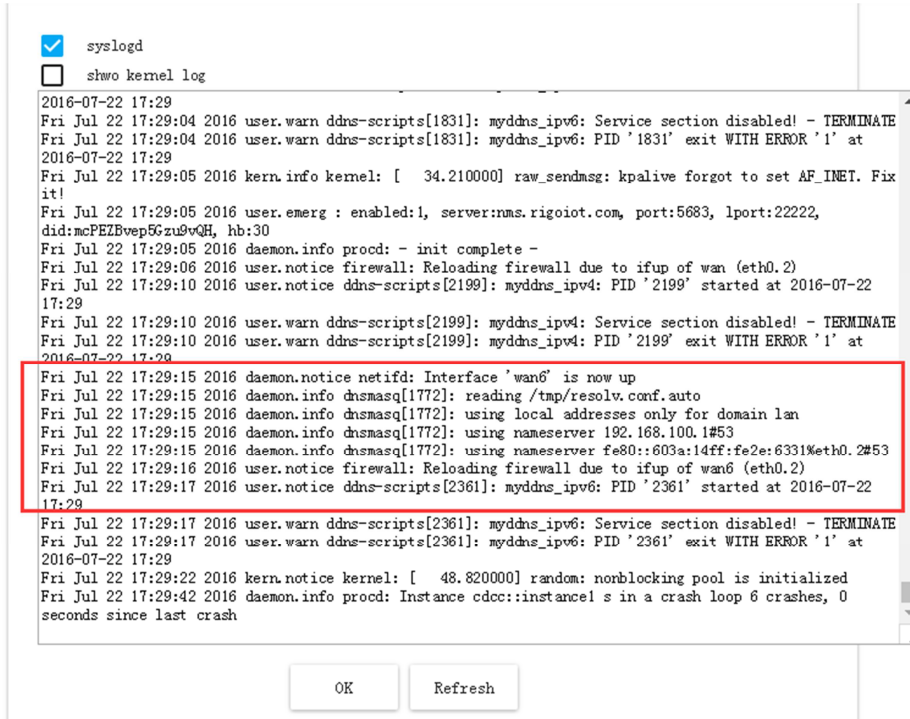 syslogd
shwo kernel log
2016-07-22 17:29
Fri Jul 22 17:29:04 2016 user.warn ddns-scripts[1831]: myddns_ipv6: Service section disabled! - TERMINATE
Fri Jul 22 17:29:04 2016 user.warn ddns-scripts[1831]: myddns_ipv6: PID '1831' exit WITH ERROR '1' at
2016-07-22 17:29
Fri Jul 22 17:29:05 2016 kern.info kernel: [   34.210000] raw_sendmsg: kpalive forgot to set AF_INET. Fix
it!
Fri Jul 22 17:29:05 2016 user.emerg : enabled:1, server:nms.rigoiot.com, port:5683, lport:22222,
did:mcPEZBvep5Gzu9vQH, hb:30
Fri Jul 22 17:29:05 2016 daemon.info procd: - init complete -
Fri Jul 22 17:29:06 2016 user.notice firewall: Reloading firewall due to ifup of wan (eth0.2)
Fri Jul 22 17:29:10 2016 user.notice ddns-scripts[2199]: myddns_ipv4: PID '2199' started at 2016-07-22
17:29
Fri Jul 22 17:29:10 2016 user.warn ddns-scripts[2199]: myddns_ipv4: Service section disabled! - TERMINATE
Fri Jul 22 17:29:10 2016 user.warn ddns-scripts[2199]: myddns_ipv4: PID '2199' exit WITH ERROR '1' at
2016-07-22 17:29
Fri Jul 22 17:29:15 2016 daemon.notice netifd: Interface 'wan6' is now up
Fri Jul 22 17:29:15 2016 daemon.info dnsmasq[1772]: reading /tmp/resolv.conf.auto
Fri Jul 22 17:29:15 2016 daemon.info dnsmasq[1772]: using local addresses only for domain lan
Fri Jul 22 17:29:15 2016 daemon.info dnsmasq[1772]: using nameserver 192.168.100.1#53
Fri Jul 22 17:29:15 2016 daemon.info dnsmasq[1772]: using nameserver fe80::603a:14ff:fe2e:6331%eth0.2#53
Fri Jul 22 17:29:16 2016 user.notice firewall: Reloading firewall due to ifup of wan6 (eth0.2)
Fri Jul 22 17:29:17 2016 user.notice ddns-scripts[2361]: myddns_ipv6: PID '2361' started at 2016-07-22
17:29
Fri Jul 22 17:29:17 2016 user.warn ddns-scripts[2361]: myddns_ipv6: Service section disabled! - TERMINATE
Fri Jul 22 17:29:17 2016 user.warn ddns-scripts[2361]: myddns_ipv6: PID '2361' exit WITH ERROR '1' at
2016-07-22 17:29
Fri Jul 22 17:29:22 2016 kern.notice kernel: [   48.820000] random: nonblocking pool is initialized
Fri Jul 22 17:29:42 2016 daemon.info procd: Instance cdcc::instance1 s in a crash loop 6 crashes, 0
seconds since last crash
OK
Refresh